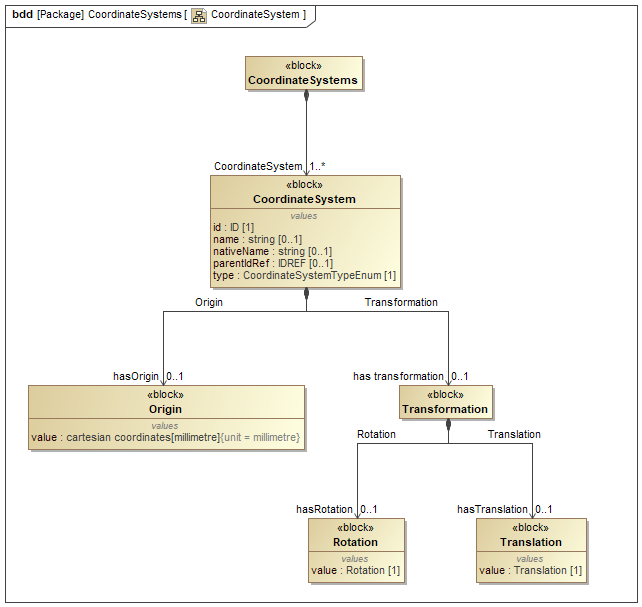 bdd [Package] CoordinateSystems [ CoordinateSystem ]
«block»
CoordinateSystems
CoordinateSystem 1..*
«block»
CoordinateSystem
values
id : ID [1]
name : string [0..1]
nativeName : string [0..1]
parentIdRef : IDREF [0..1]
type : CoordinateSystemTypeEnum [1]
Origin Transformation
hasOrigin 0..1 has transformation 0..1
«block» «block»
Origin Transformation
values
value : cartesian coordinates[millimetre]{unit = millimetre}
Rotation Translation
hasRotation 0..1 hasTranslation 0..1
«block» «block»
Rotation Translation
values values
value : Rotation [1] value : Translation [1]